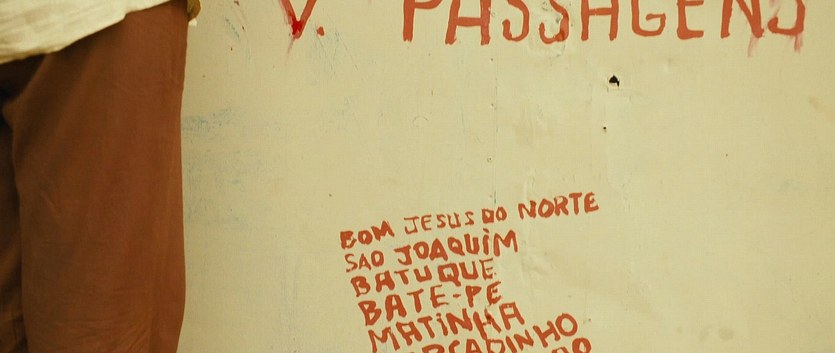 V. PASSAGENS
BOM JESUS DO NORTE
SAO JOAQUIM
BATUQUE
BATE-PE
MATINHA